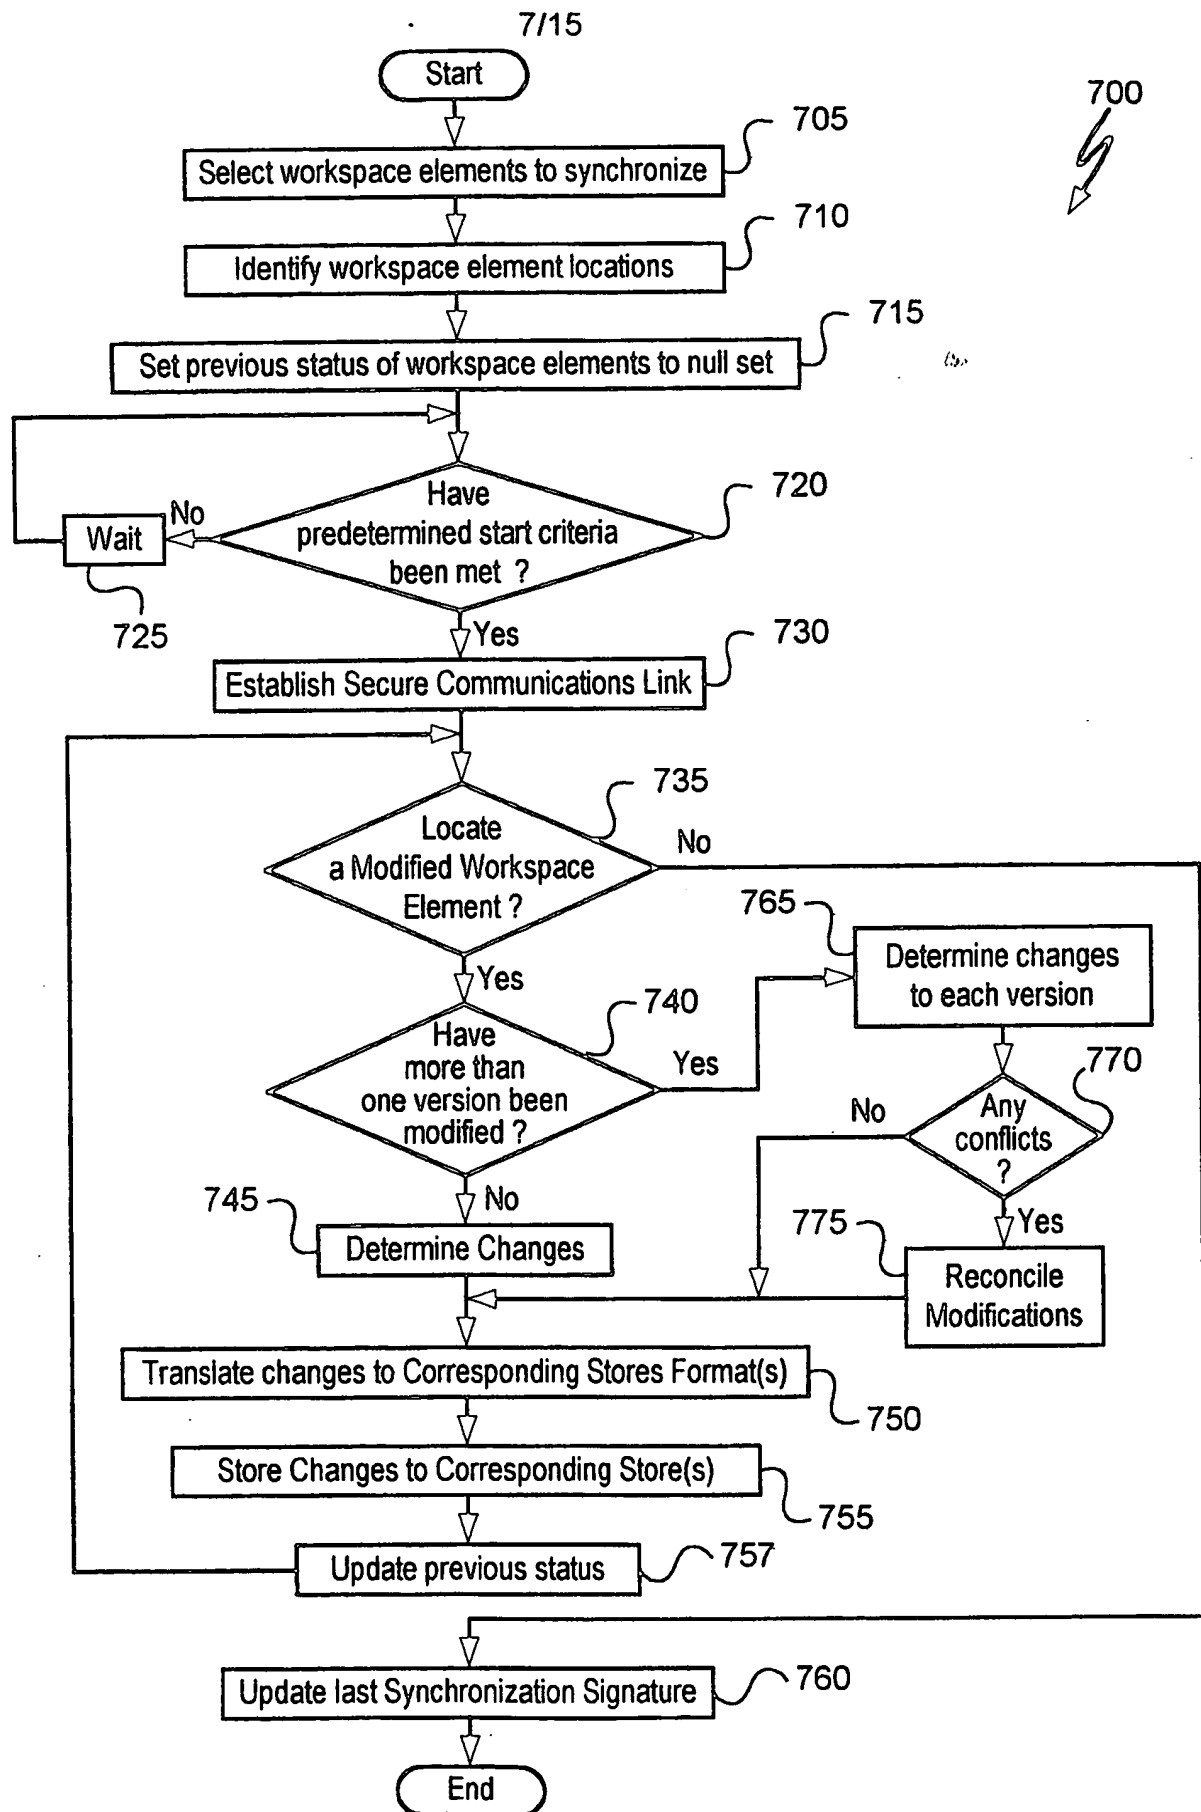 7/15
Start
700
705
Select workspace elements to synchronize
710
Identify workspace element locations
715
Set previous status of workspace elements to null set
Have
predetermined start criteria
been met ?
720
No
Wait
725
Yes
730
Establish Secure Communications Link
735
Locate
a Modified Workspace
Element ?
No
Yes
765
Determine changes
to each version
740
Have
more than
one version been
modified ?
Yes
770
Any
conflicts
?
No
Yes
745
No
Determine Changes
775
Reconcile
Modifications
Translate changes to Corresponding Stores Format(s)
750
Store Changes to Corresponding Store(s)
755
Update previous status
757
Update last Synchronization Signature
760
End